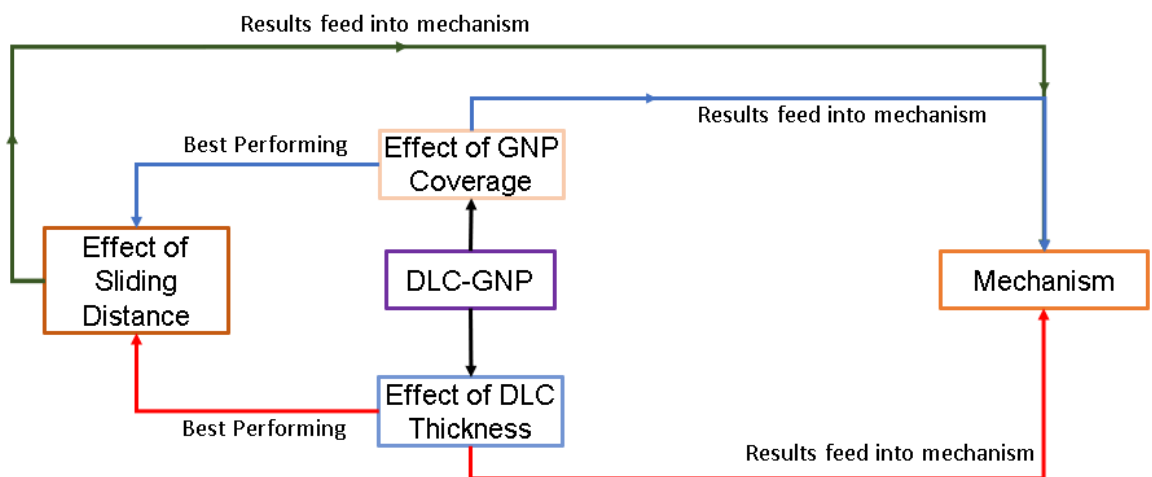 Results feed into mechanism
Results feed into mechanism
Best Performing
Effect of GNP
Coverage
Effect of
Sliding
Distance
DLC-GNP
Mechanism
Effect of DLC
Thickness
Best Performing
Results feed into mechanism